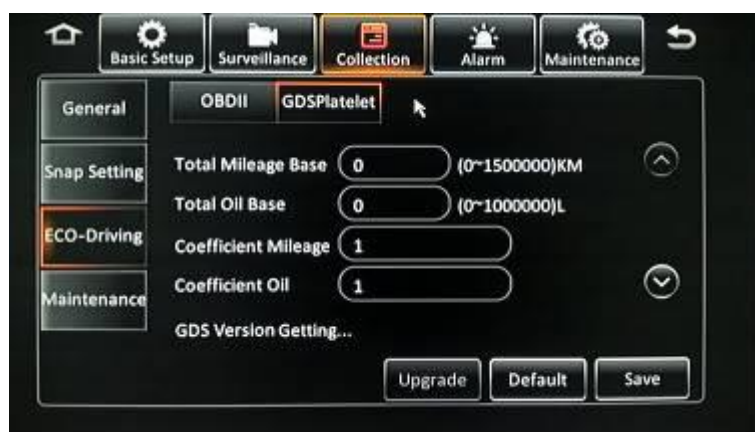 Basic Setup Surveillance Collection Alarm Maintenance
General
Snap Setting
ECO-Driving
Maintenance
OBDII GDSPlatelet
Total Mileage Base 0 (0~1500000)KM
Total Oil Base 0 (0~1000000)L
Coefficient Mileage 1
Coefficient Oil 1
GDS Version Getting...
Upgrade Default Save